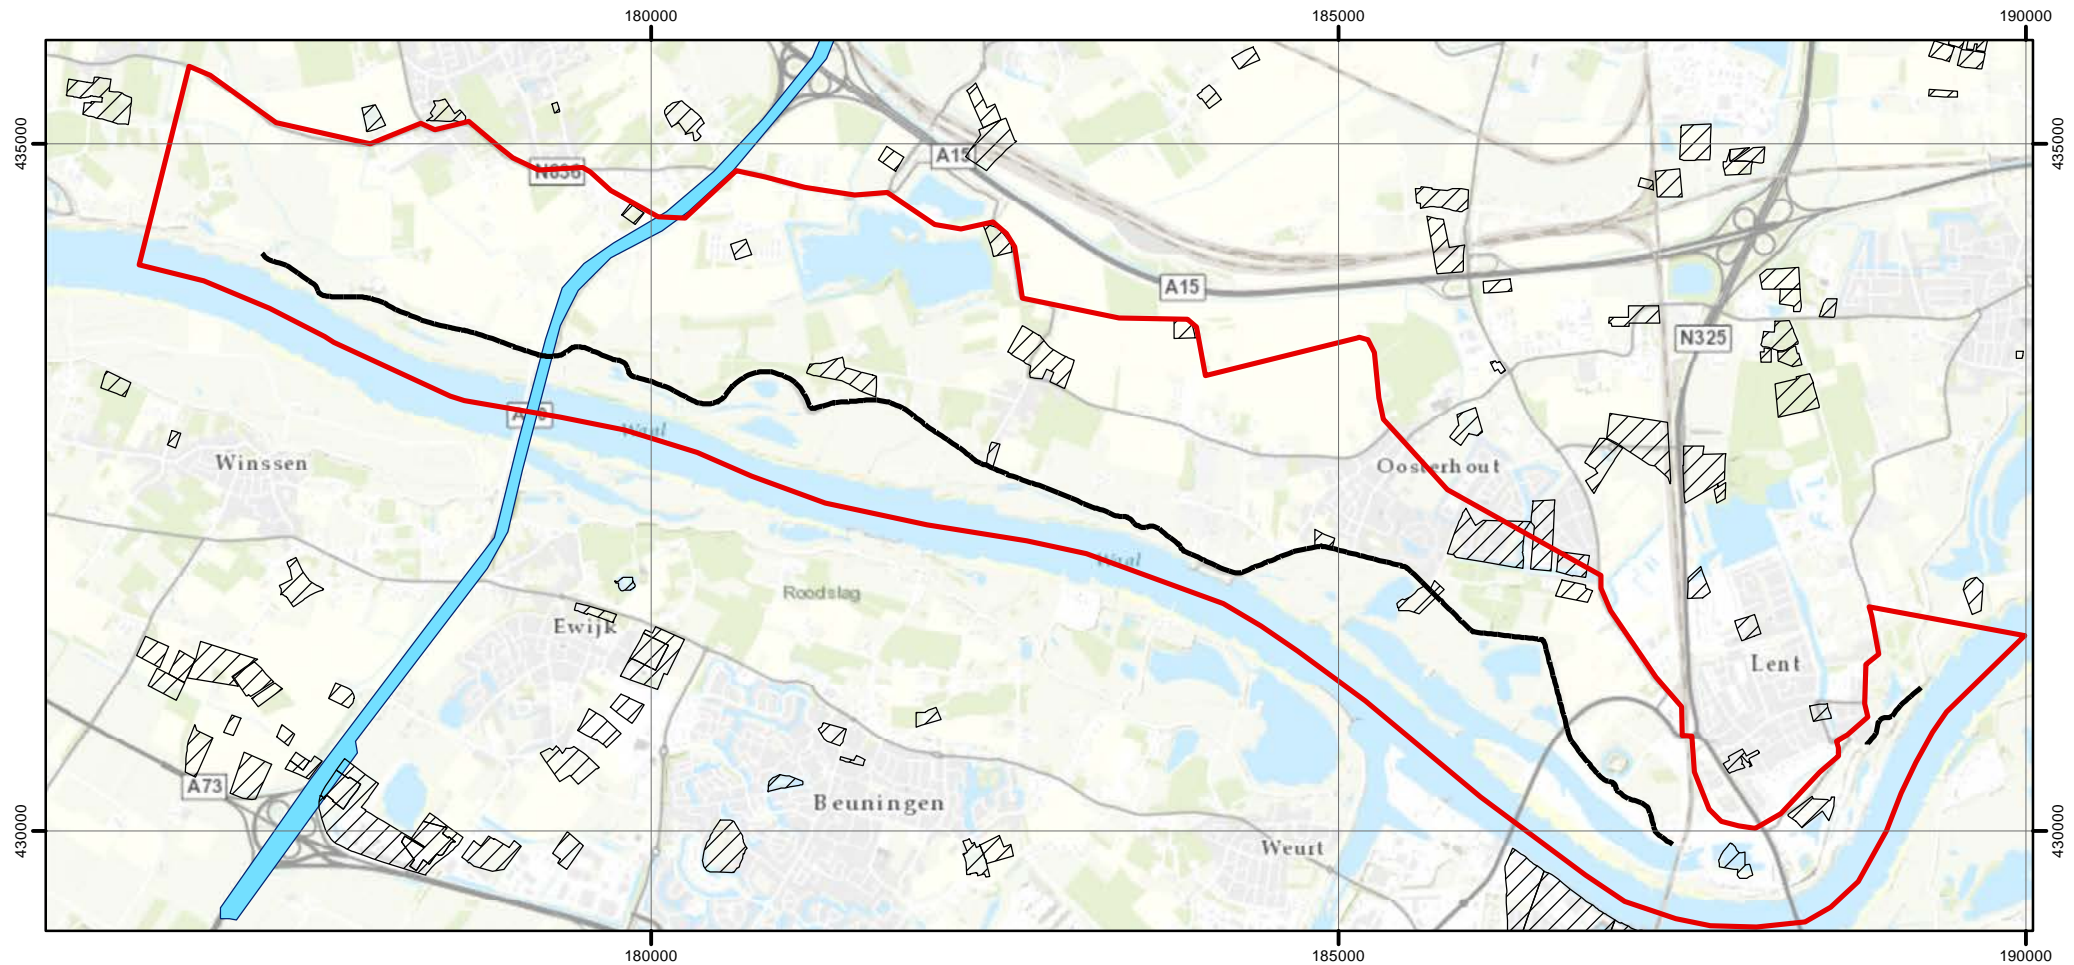 180000
185000
190000
435000
435000
A15
N836
A15
N325
Waal
Winssen
Oosterhout
Waal
Roodslag
Ewijk
Lent
A73
Beuningen
430000
430000
Weurt
180000
185000
190000